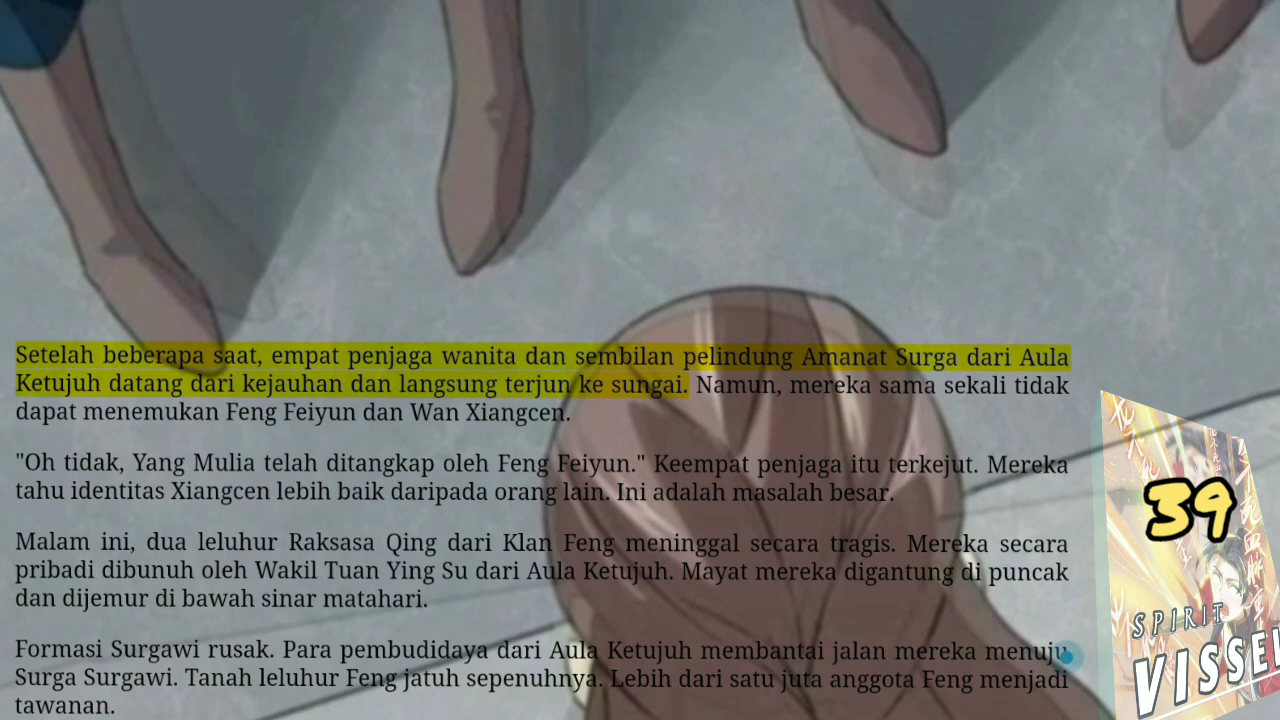 Setelah beberapa saat, empat penjaga wanita dan sembilan pelindung Amanat Surga dari Aula
Ketujuh datang dari kejauhan dan langsung terjun ke sungai. Namun, mereka sama sekali tidak
dapat menemukan Feng Feiyun dan Wan Xiangcen.
"Oh tidak, Yang Mulia telah ditangkap oleh Feng Feiyun." Keempat penjaga itu terkejut. Mereka
tahu identitas Xiangcen lebih baik daripada orang lain. Ini adalah masalah besar.
Malam ini, dua leluhur Raksasa Qing dari Klan Feng meninggal secara tragis. Mereka secara
pribadi dibunuh oleh Wakil Tuan Ying Su dari Aula Ketujuh. Mayat mereka digantung di puncak
dan dijemur di bawah sinar matahari.
Formasi Surgawi rusak. Para pembudidaya dari Aula Ketujuh membantai jalan mereka menuju
Surga Surgawi. Tanah leluhur Feng jatuh sepenuhnya. Lebih dari satu juta anggota Feng menjadi
tawanan.
39
SPIRIT
VISSEL